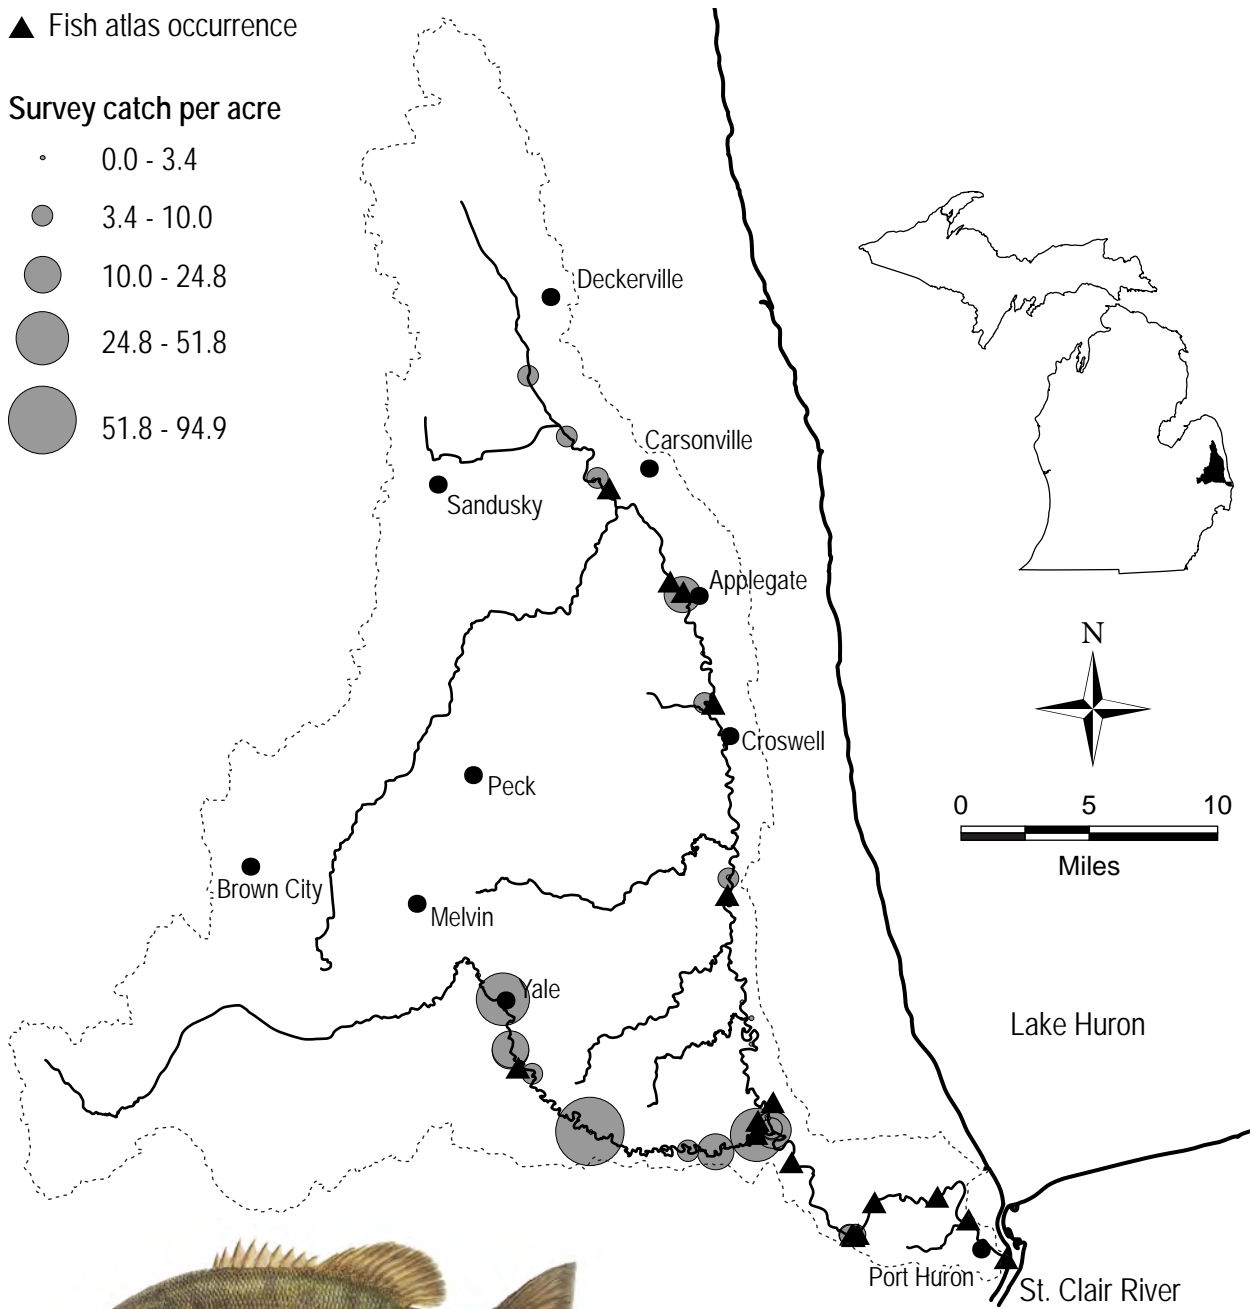 Fish atlas occurrence
Survey catch per acre
0.0 - 3.4
3.4 - 10.0
10.0 - 24.8
24.8 - 51.8
51.8 - 94.9
Deckerville
Carsonville
Sandusky
Applegate
N
Croswell
Peck
0 5 10
Miles
Brown City
Melvin
Yale
Lake Huron
Port Huron
St. Clair River